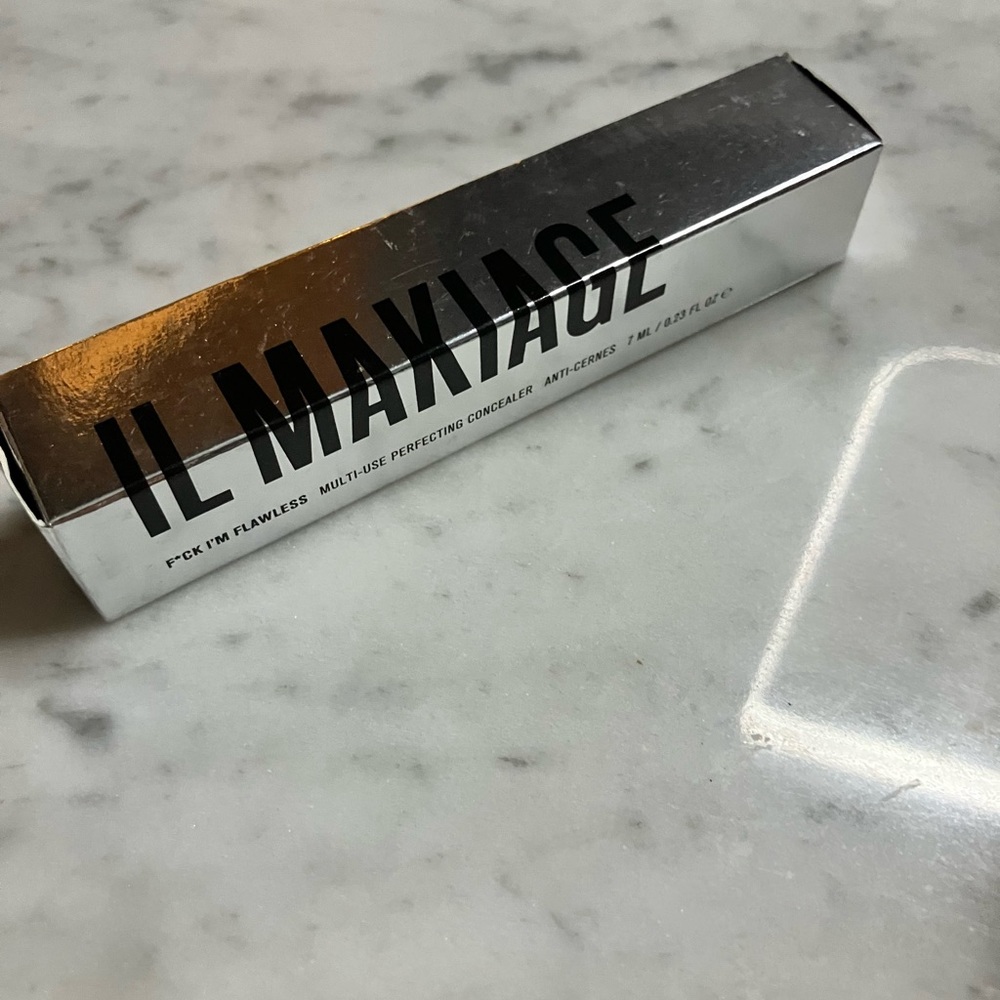 IL MAKIAGE
F*CK I'M FLAWLESS MULTI-USE PERFECTING CONCEALER ANTI-CERNES 7 ML / 0.23 FL OZ ℮